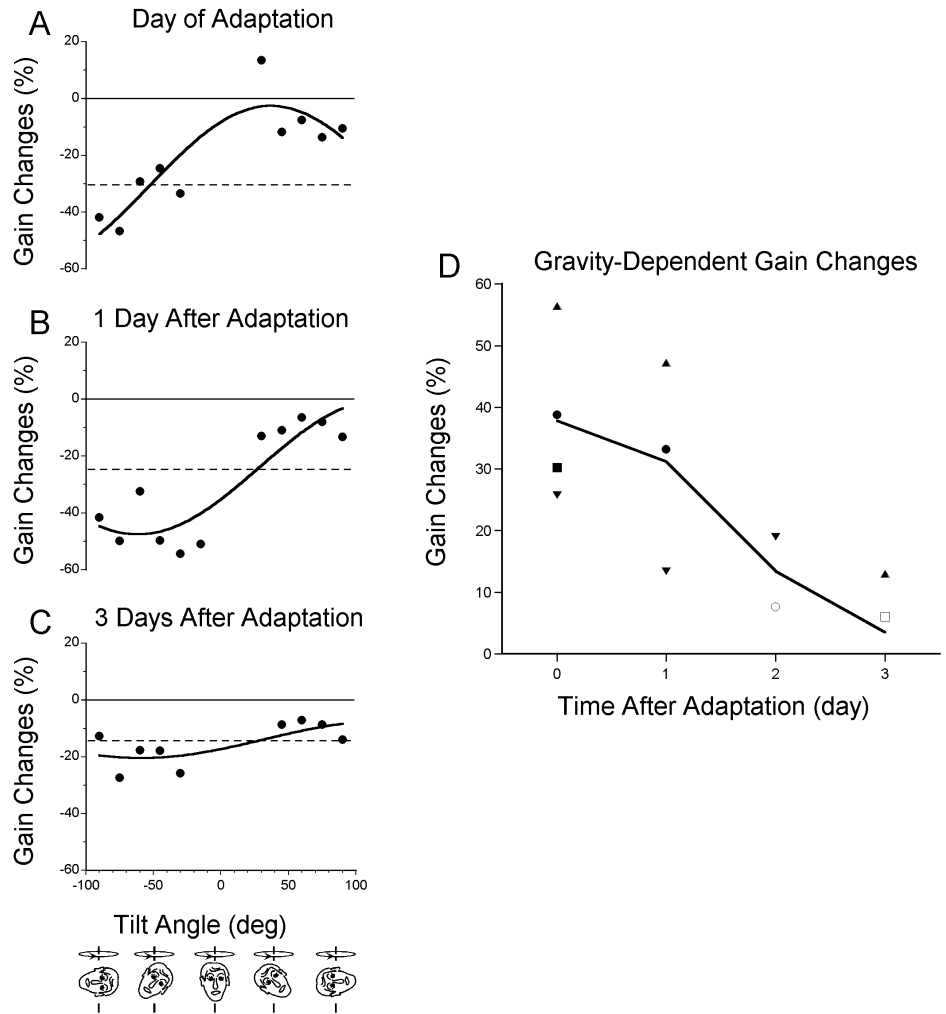 A
Day of Adaptation
20
0
-20
-40
-60
Gain Changes (%)
B
1 Day After Adaptation
20
0
-20
-40
-60
Gain Changes (%)
C
3 Days After Adaptation
20
0
-20
-40
-60
Gain Changes (%)
-100 -50 0 50 100
Tilt Angle (deg)
D
Gravity-Dependent Gain Changes
60
50
40
30
20
10
0
Gain Changes (%)
0 1 2 3
Time After Adaptation (day)